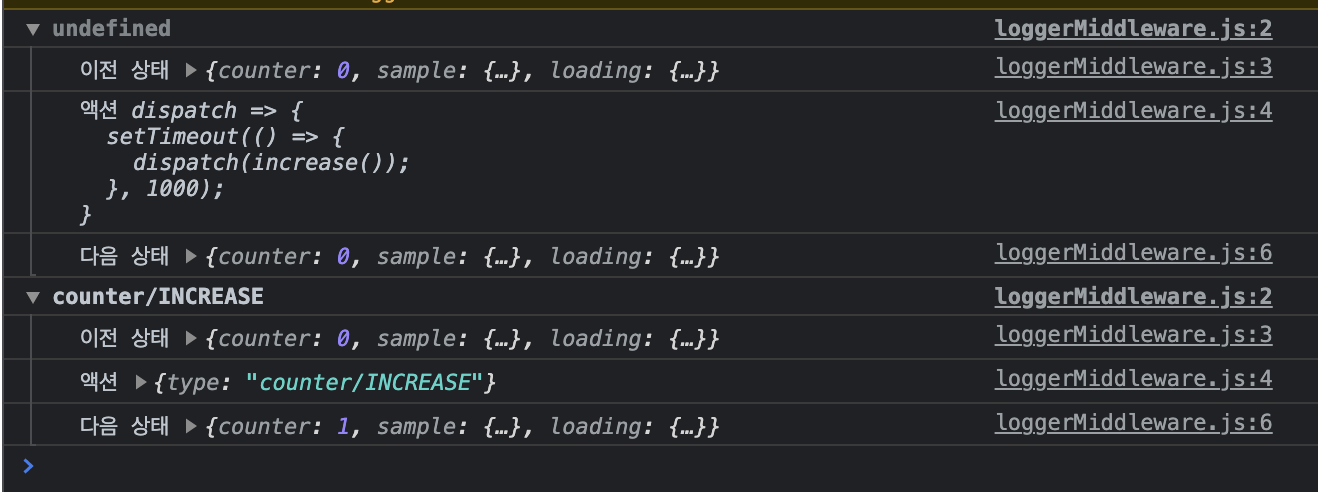 ▼ undefined loggerMiddleware.js:2
이전 상태 ▶ {counter: 0, sample: {…}, loading: {…}} loggerMiddleware.js:3
액션 dispatch => { loggerMiddleware.js:4
setTimeout(() => {
dispatch(increase());
}, 1000);
}
다음 상태 ▶ {counter: 0, sample: {…}, loading: {…}} loggerMiddleware.js:6
▼ counter/INCREASE loggerMiddleware.js:2
이전 상태 ▶ {counter: 0, sample: {…}, loading: {…}} loggerMiddleware.js:3
액션 ▶ {type: "counter/INCREASE"} loggerMiddleware.js:4
다음 상태 ▶ {counter: 1, sample: {…}, loading: {…}} loggerMiddleware.js:6
>